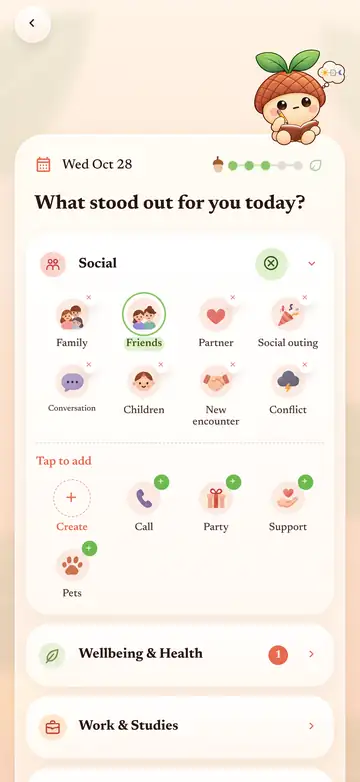 Wed Oct 28
What stood out for you today?
Social
Family
Friends
Partner
Social outing
Conversation
Children
New
encounter
Conflict
Tap to add
Create
Call
Party
Support
Pets
Wellbeing & Health
1
Work & Studies